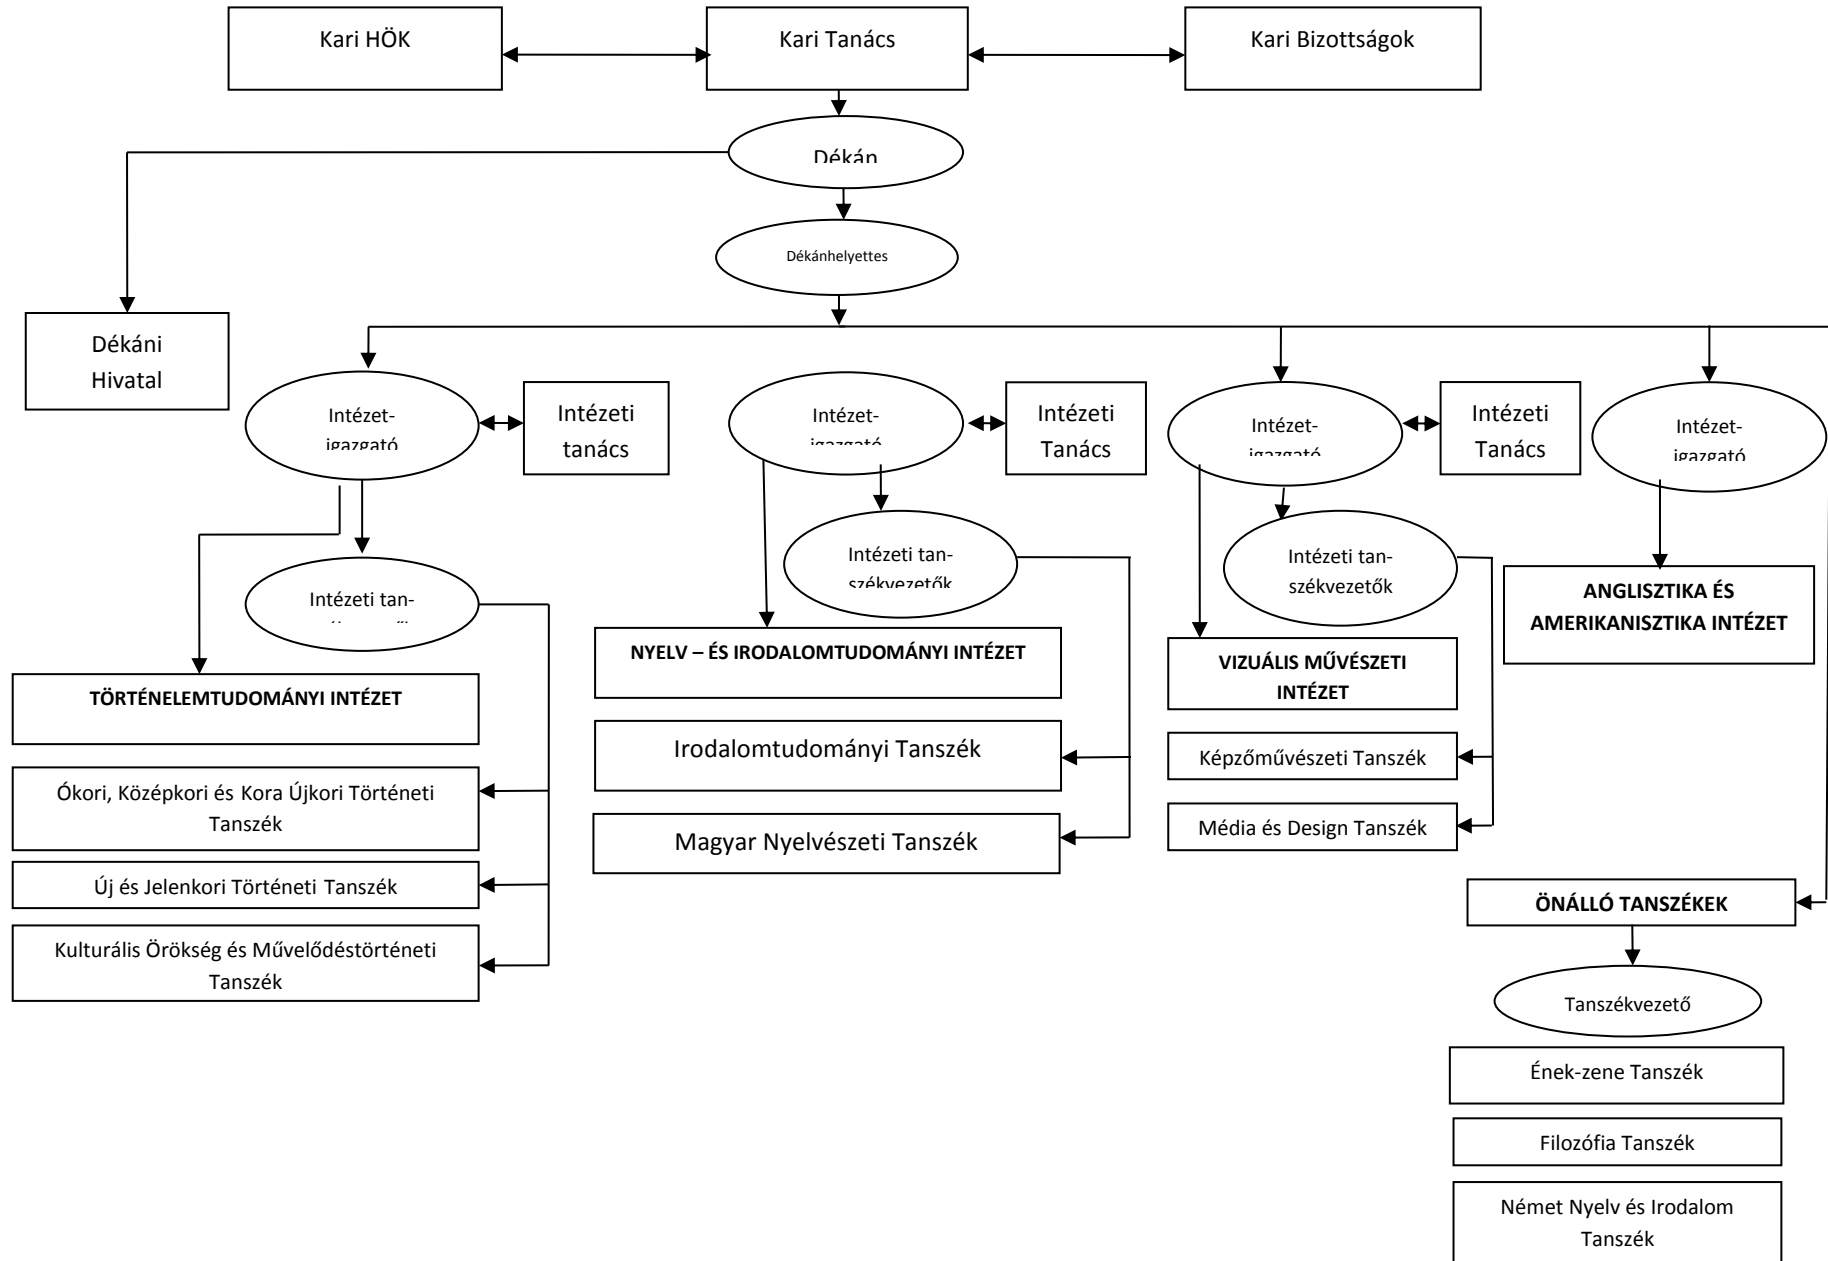 Kari HÖK
Kari Tanács
Kari Bizottságok
Dékán
Dékánhelyettes
Dékáni
Hivatal
Intézet-
igazgató
Intézeti
tanács
Intézet-
igazgató
Intézeti
Tanács
Intézet-
igazgató
Intézeti
Tanács
Intézet-
igazgató
Intézeti tan-
Intézeti tan-
székvezetők
Intézeti tan-
székvezetők
ANGLISZTIKA ÉS
AMERIKANISZTIKA INTÉZET
TÖRTÉNELEMTUDOMÁNYI INTÉZET
NYELV – ÉS IRODALOMTUDOMÁNYI INTÉZET
VIZUÁLIS MŰVÉSZETI
INTÉZET
Ókori, Középkori és Kora Újkori Történeti
Tanszék
Új és Jelenkori Történeti Tanszék
Kulturális Örökség és Művelődéstörténeti
Tanszék
Irodalomtudományi Tanszék
Magyar Nyelvészeti Tanszék
Képzőművészeti Tanszék
Média és Design Tanszék
ÖNÁLLÓ TANSZÉKEK
Tanszékvezető
Ének-zene Tanszék
Filozófia Tanszék
Német Nyelv és Irodalom
Tanszék